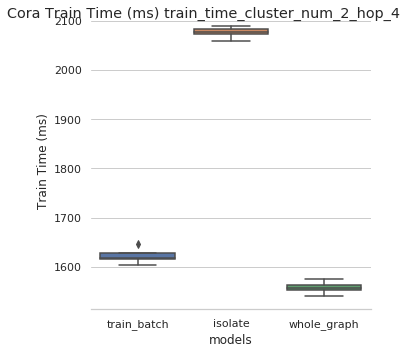 Cora Train Time (ms) train_time_cluster_num_2_hop_4
2100
2000
1900
1800
1700
1600
Train Time (ms)
train_batch isolate whole_graph
models